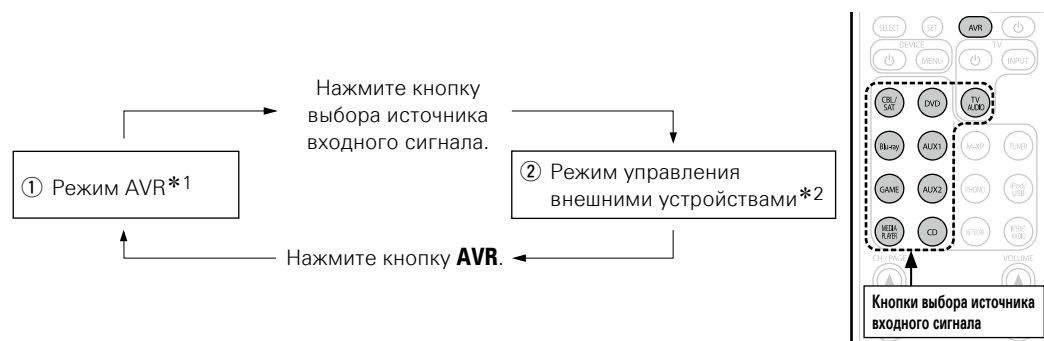 Нажмите кнопку
выбора источника
входного сигнала.
① Режим AVR*1
② Режим управления
внешними устройствами*2
Нажмите кнопку AVR.
SELECT SET AVR
DEVICE TV
MENU INPUT
CBL/
SAT
DVD
TV
AUDIO
Blu-ray AUX1 M-XP TUNER
GAME AUX2 PHONO
iPod/
USB
MEDIA
PLAYER
CD NETWORK
INTERNET
RADIO
CH / PAGE VOLUME
Кнопки выбора источника
входного сигнала